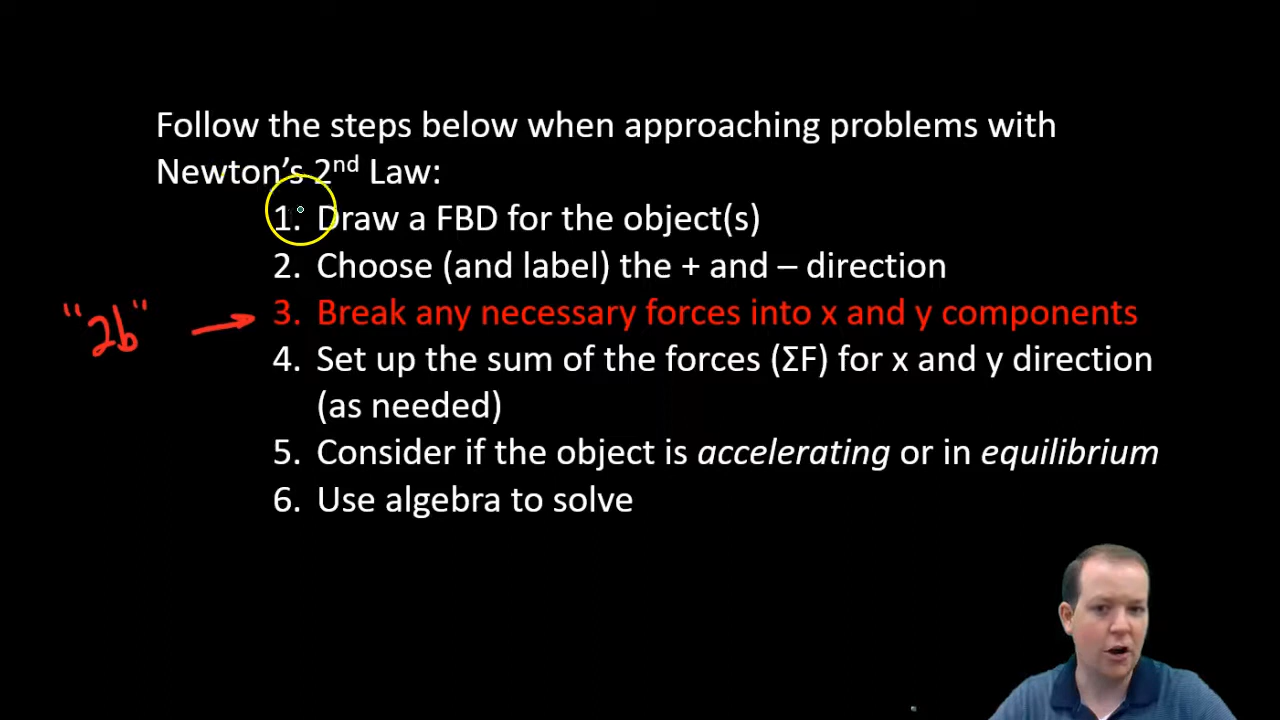 Follow the steps below when approaching problems with
Newton's 2nd Law:
1. Draw a FBD for the object(s)
2. Choose (and label) the + and – direction
"2b" → 3. Break any necessary forces into x and y components
4. Set up the sum of the forces (ΣF) for x and y direction
(as needed)
5. Consider if the object is accelerating or in equilibrium
6. Use algebra to solve